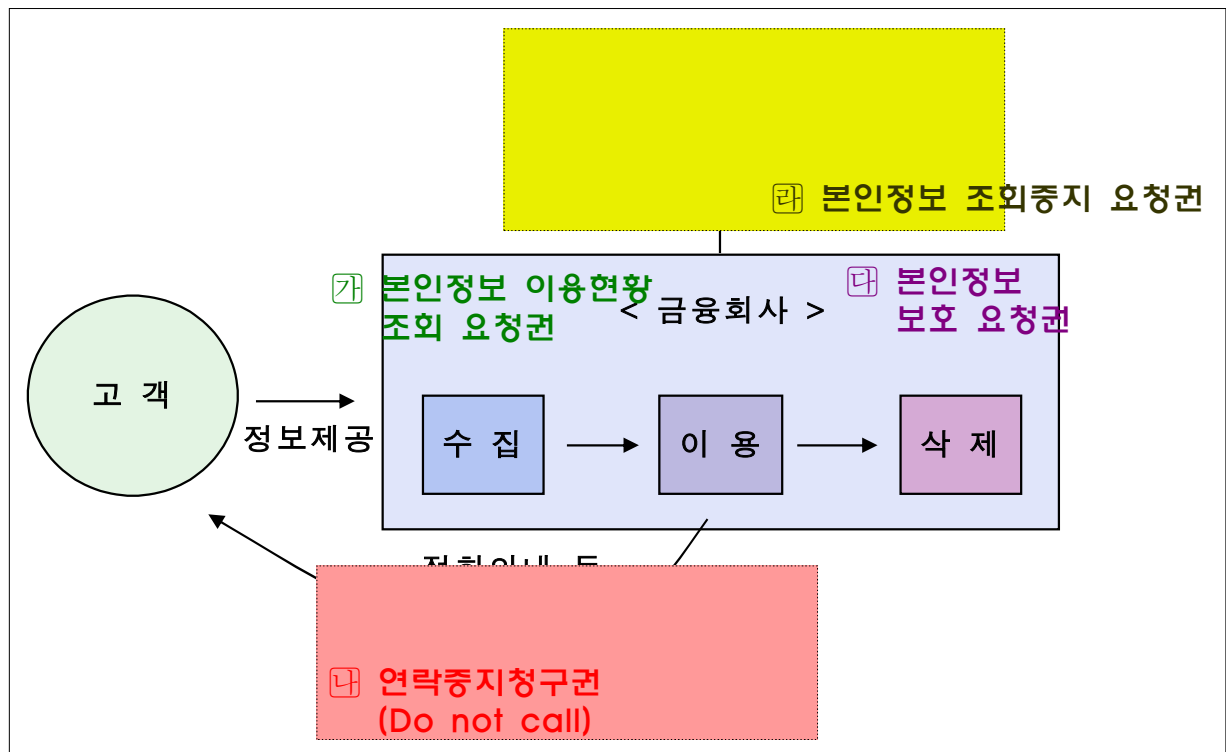 ㉱ 본인정보 조회중지 요청권
㉮ 본인정보 이용현황
조회 요청권
< 금융회사 >
㉰ 본인정보
보호 요청권
고 객
정보제공
수 집
이 용
삭 제
㉯ 연락중지청구권
(Do not call)